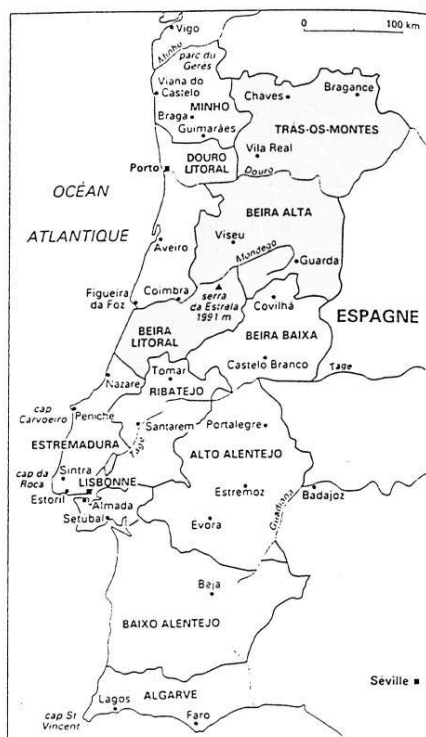 0
100 km
Vigo
Minho
parc du
Gerês
Viana do
Castelo
MINHO
Chaves
Bragance
Braga
Guimarães
TRÁS-OS-MONTES
DOURO
LITORAL
Vila Real
Porto
Douro
OCÉAN
ATLANTIQUE
BEIRA ALTA
Viseu
Aveiro
Mondego
Guarda
Coimbra
Figueira
da Foz
serra
da Estrela
1991 m
Covilhá
ESPAGNE
BEIRA
LITORAL
BEIRA BAIXA
Tomar
Castelo Branco
Tage
Nazaré
RIBATEJO
cap
Carvoeiro
Peniche
Santarem
Portalegre
ESTREMADURA
Tage
ALTO ALENTEJO
cap da
Roca
Sintra
LISBONNE
Estoril
Almada
Estremoz
Badajoz
Setúbal
Evora
Guadiana
Beja
BAIXO ALENTEJO
Séville
ALGARVE
Lagos
cap St
Vincent
Faro